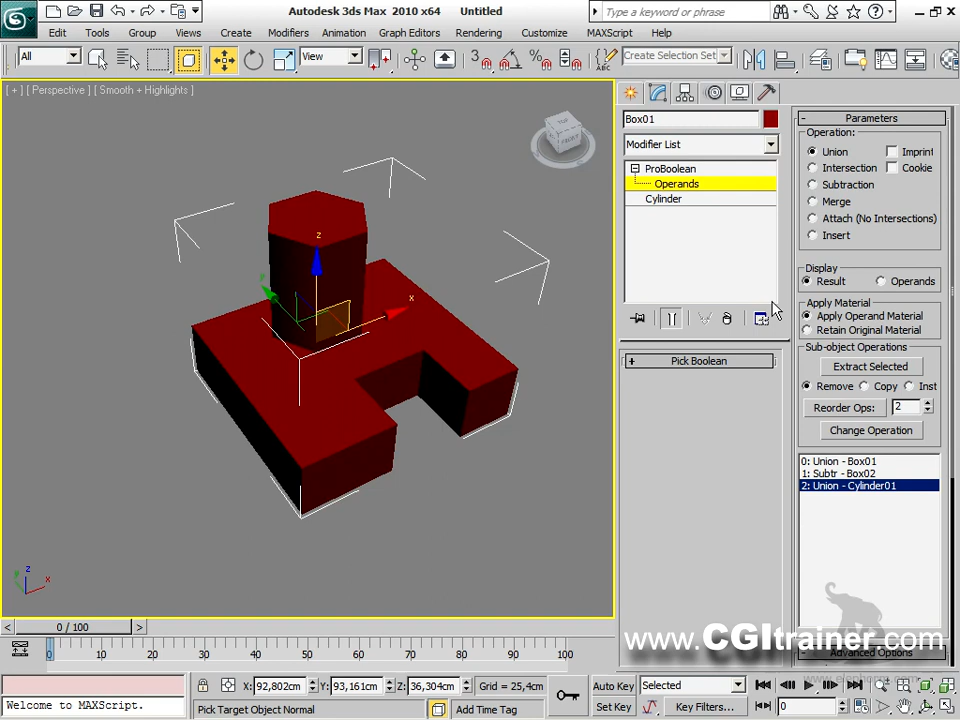 Autodesk 3ds Max 2010 x64 Untitled
Type a keyword or phrase
Edit Tools Group Views Create Modifiers Animation Graph Editors Rendering Customize MAXScript Help
All
View
3
%
ABC
Create Selection Set
[ + ] [ Perspective ] [ Smooth + Highlights ]
TOP
FRONT
z
x
y
z
x
y
Box01
Modifier List
ProBoolean
Operands
Cylinder
+ Pick Boolean
- Parameters
Operation:
Union
Imprint
Intersection
Cookie
Subtraction
Merge
Attach (No Intersections)
Insert
Display
Result
Operands
Apply Material
Apply Operand Material
Retain Original Material
Sub-object Operations
Extract Selected
Remove
Copy
Inst
Reorder Ops:
2
Change Operation
0: Union - Box01
1: Subtr - Box02
2: Union - Cylinder01
www.CGItrainer.com
Advanced Options
< 0 / 100 >
0 10 20 30 40 50 60 70 80 90 100
X: 92,802cm Y: 93,161cm Z: 36,304cm Grid = 25,4cm
Auto Key
Selected
Welcome to MAXScript.
Pick Target Object Normal
Add Time Tag
Set Key
Key Filters...
0